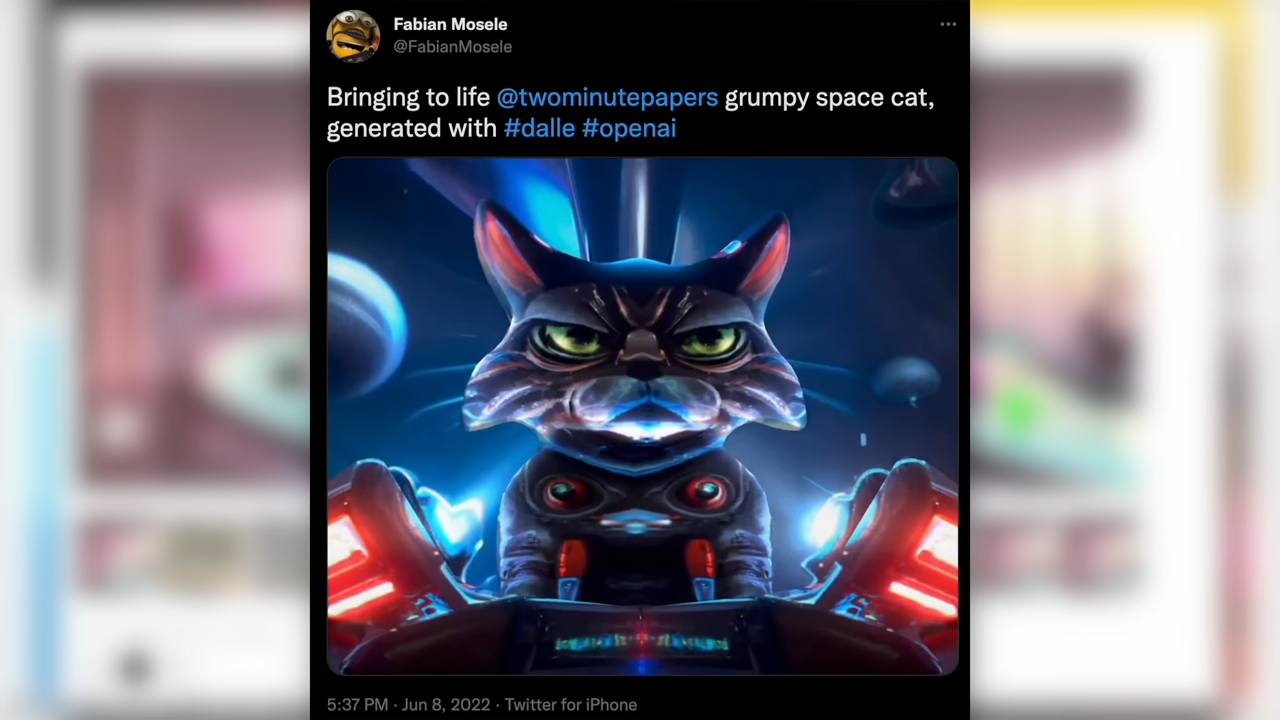 Fabian Mosele
@FabianMosele
Bringing to life @twominutepapers grumpy space cat,
generated with #dalle #openai
5:37 PM · Jun 8, 2022 · Twitter for iPhone